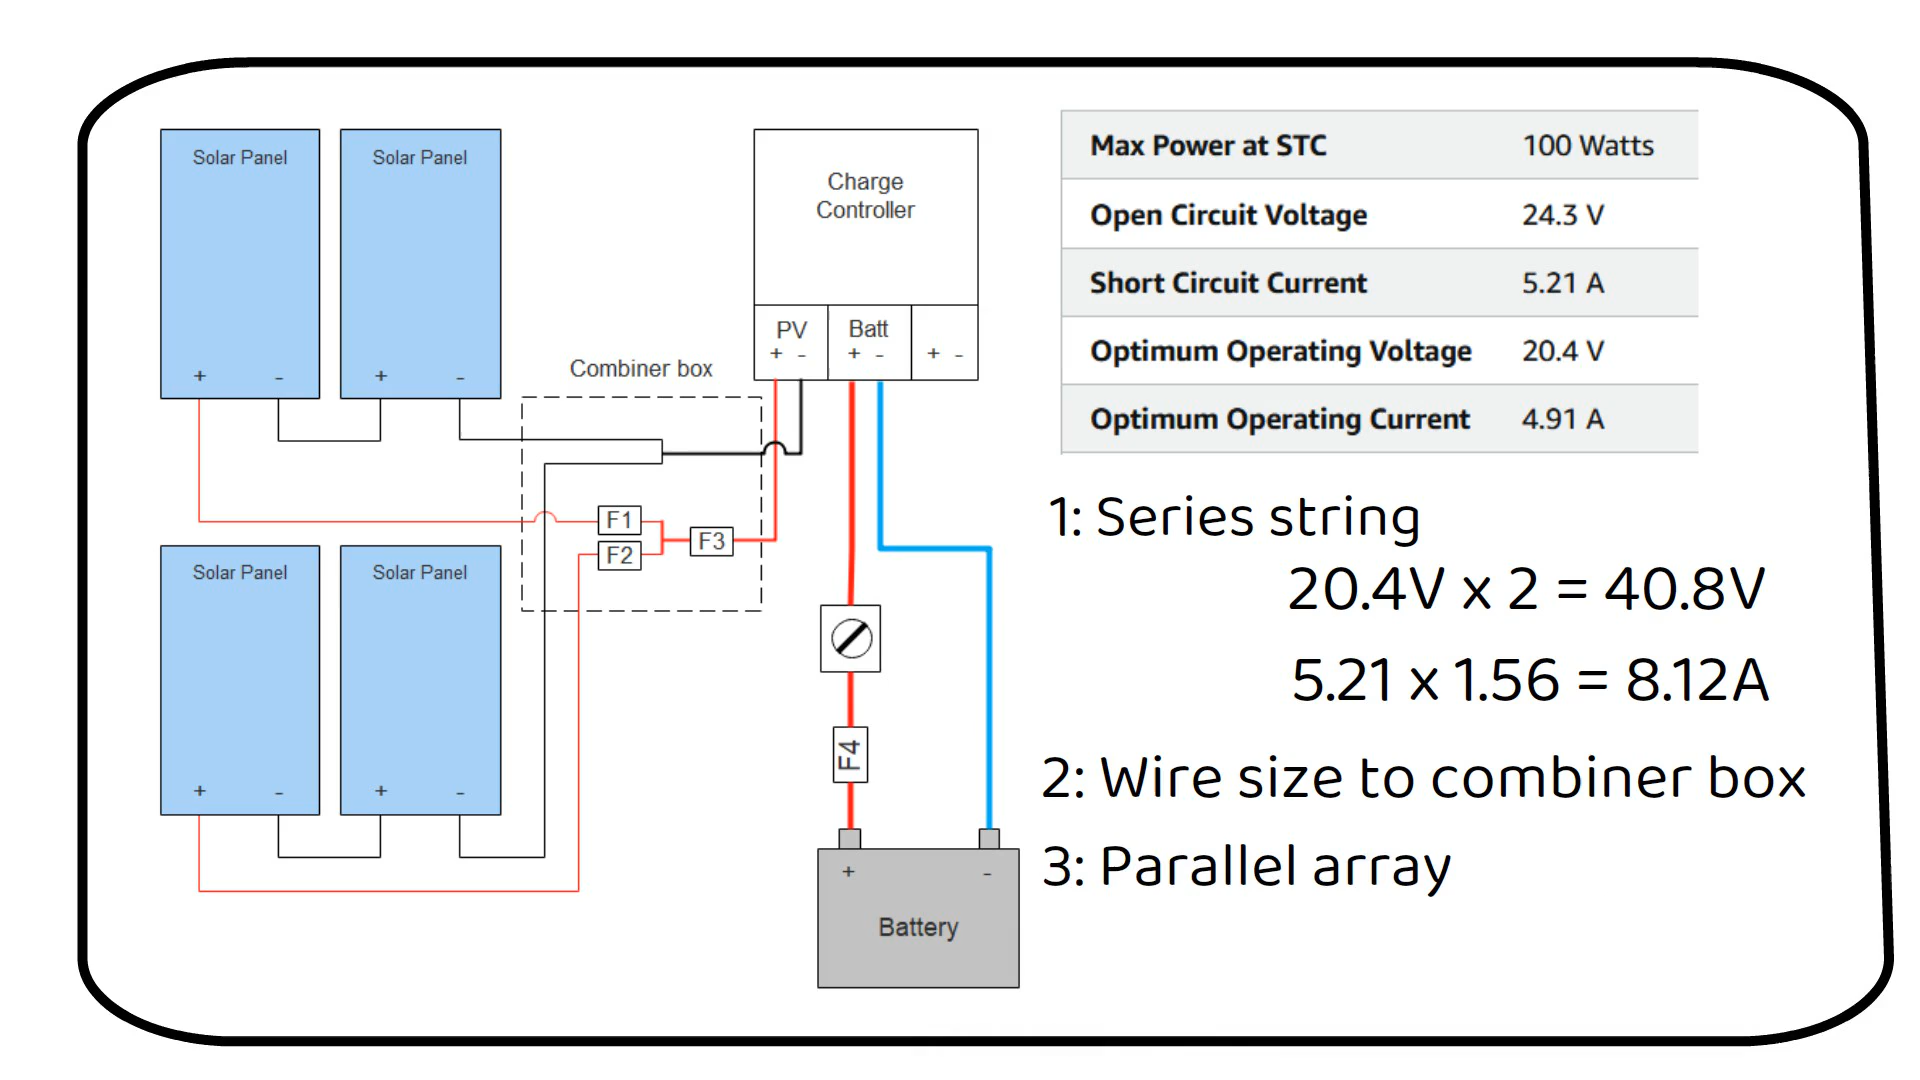 Solar Panel
Solar Panel
+ -
+ -
Charge
Controller
PV
+ -
Batt
+ -
+ -
Combiner box
F1
F2
F3
Solar Panel
Solar Panel
+ -
+ -
F4
+ -
Battery
Max Power at STC 100 Watts
Open Circuit Voltage 24.3 V
Short Circuit Current 5.21 A
Optimum Operating Voltage 20.4 V
Optimum Operating Current 4.91 A
1: Series string
20.4V x 2 = 40.8V
5.21 x 1.56 = 8.12A
2: Wire size to combiner box
3: Parallel array